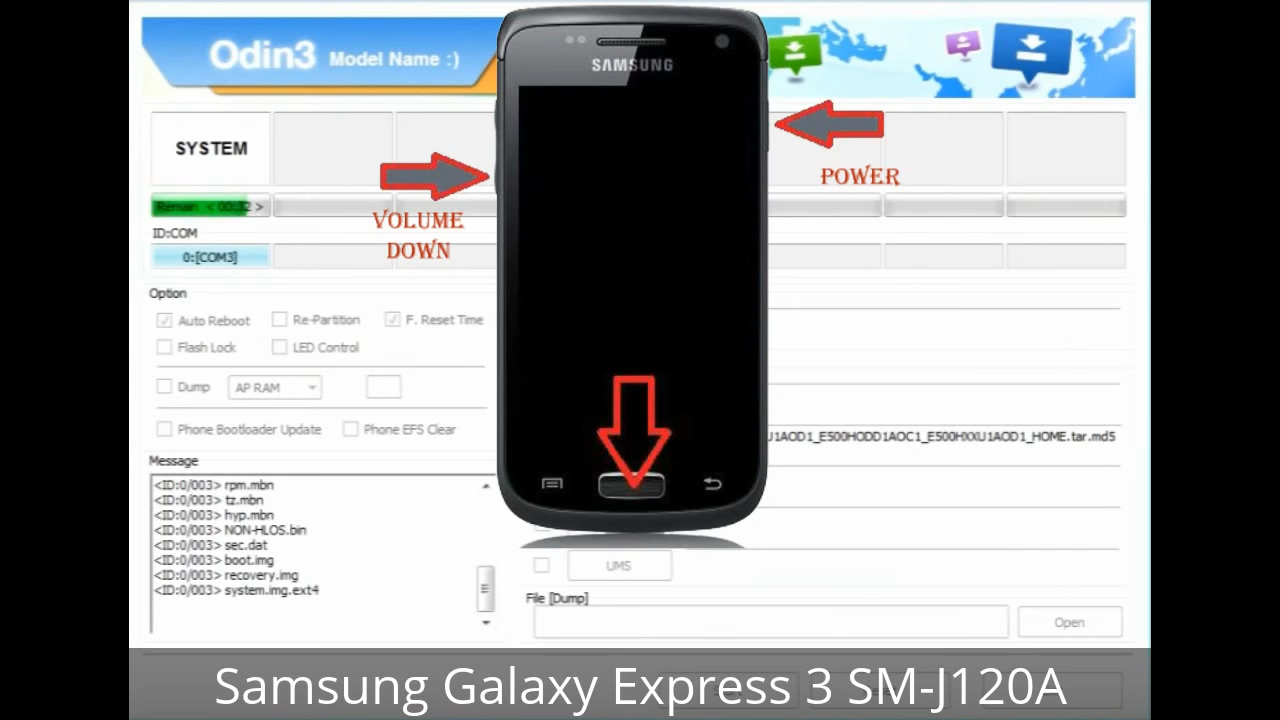 Odin3 Model Name :)
SAMSUNG
SYSTEM
POWER
Remain < 00:32 >
VOLUME
DOWN
ID:COM
0:[COM3]
Option
Auto Reboot
Re-Partition
F. Reset Time
Flash Lock
LED Control
Dump
AP RAM
U1AOD1_E500HODD1AOC1_E500HXXU1AOD1_HOME.tar.md5
Phone Bootloader Update
Phone EFS Clear
Message
<ID:0/003> rpm.mbn
<ID:0/003> tz.mbn
<ID:0/003> hyp.mbn
<ID:0/003> NON-HLOS.bin
<ID:0/003> sec.dat
<ID:0/003> boot.img
<ID:0/003> recovery.img
<ID:0/003> system.img.ext4
UMS
File [Dump]
Open
Samsung Galaxy Express 3 SM-J120A